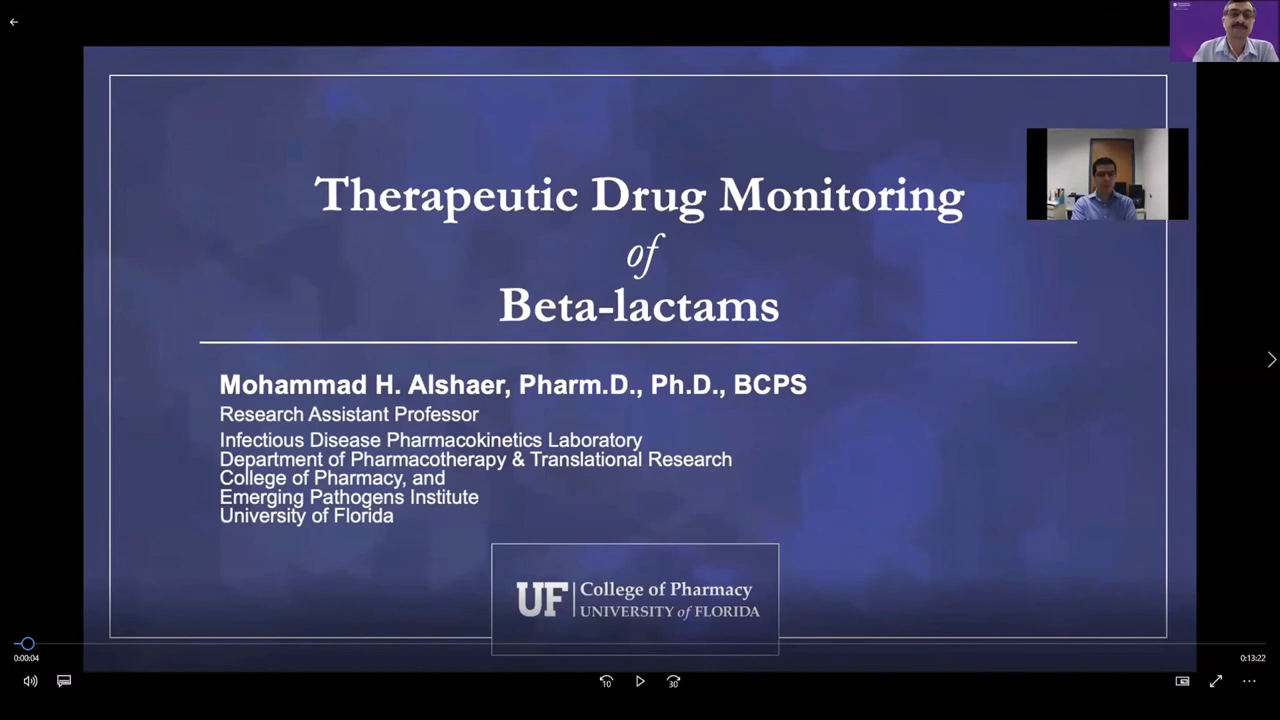 Therapeutic Drug Monitoring
of
Beta-lactams
Mohammad H. Alshaer, Pharm.D., Ph.D., BCPS
Research Assistant Professor
Infectious Disease Pharmacokinetics Laboratory
Department of Pharmacotherapy & Translational Research
College of Pharmacy, and
Emerging Pathogens Institute
University of Florida
UF College of Pharmacy
UNIVERSITY of FLORIDA
0:00:04
0:13:22
10
30